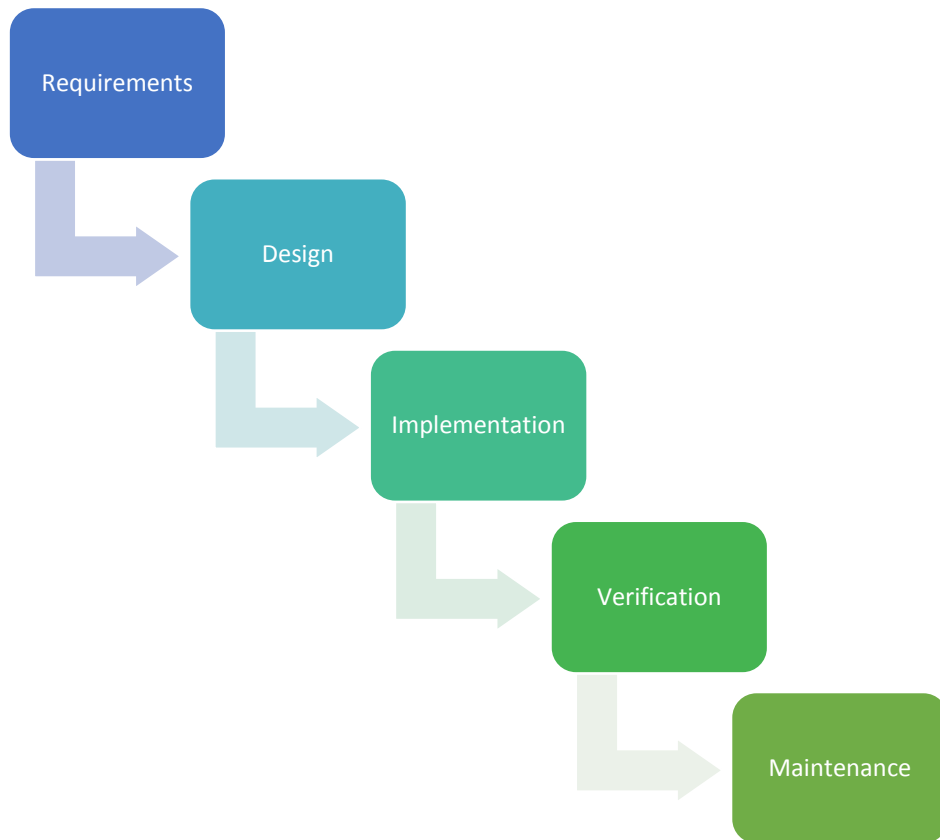 Requirements
Design
Implementation
Verification
Maintenance